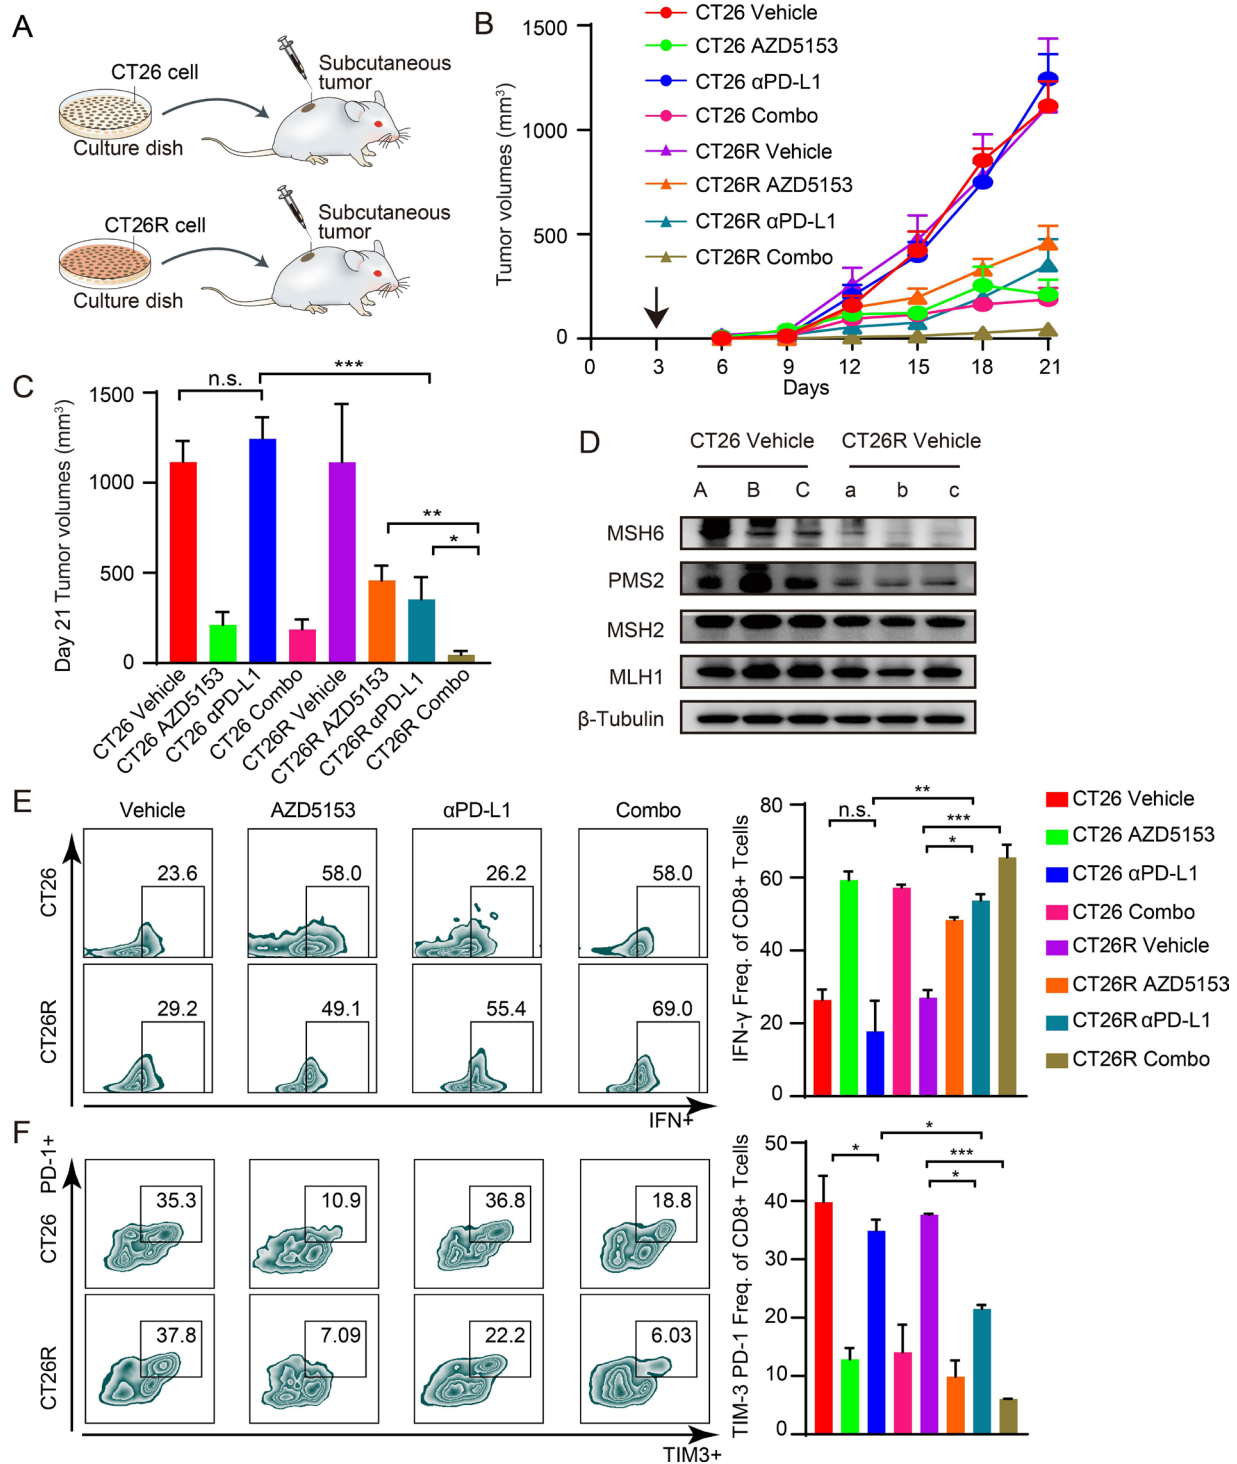 A
CT26 cell
Culture dish
Subcutaneous
tumor
CT26R cell
Culture dish
Subcutaneous
tumor
B
Tumor volumes (mm³)
1500
1000
500
0
0 3 6 9 12 15 18 21
Days
CT26 Vehicle
CT26 AZD5153
CT26 αPD-L1
CT26 Combo
CT26R Vehicle
CT26R AZD5153
CT26R αPD-L1
CT26R Combo
C
Day 21 Tumor volumes (mm³)
1500
1000
500
0
n.s.
***
**
*
CT26 Vehicle
CT26 AZD5153
CT26 αPD-L1
CT26 Combo
CT26R Vehicle
CT26R AZD5153
CT26R αPD-L1
CT26R Combo
D
CT26 Vehicle CT26R Vehicle
A B C a b c
MSH6
PMS2
MSH2
MLH1
β-Tubulin
E
Vehicle AZD5153 αPD-L1 Combo
CT26
23.6 58.0 26.2 58.0
CT26R
29.2 49.1 55.4 69.0
IFN+
IFN-γ Freq. of CD8+ Tcells
80
60
40
20
0
n.s.
**
***
*
CT26 Vehicle
CT26 AZD5153
CT26 αPD-L1
CT26 Combo
CT26R Vehicle
CT26R AZD5153
CT26R αPD-L1
CT26R Combo
F
PD-1+
CT26
35.3 10.9 36.8 18.8
CT26R
37.8 7.09 22.2 6.03
TIM3+
TIM-3 PD-1 Freq. of CD8+ Tcells
50
40
30
20
10
0
*
*
***
*